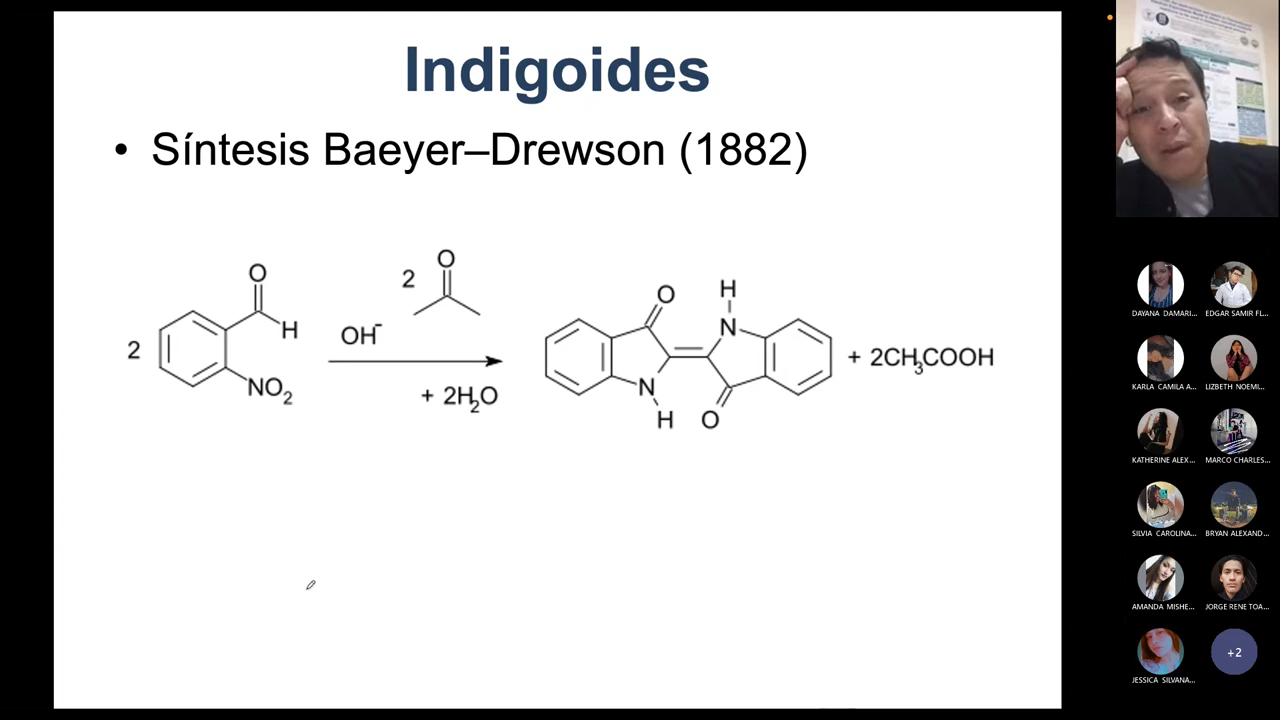 Indigoides
• Síntesis Baeyer–Drewson (1882)
2
O
H
NO2
OH-
2
O
+ 2H2O
O
H
N
N
H
O
+ 2CH3COOH
DAYANA DAMARI...
EDGAR SAMIR FL...
KARLA CAMILA A...
LIZBETH NOEMI...
KATHERINE ALEX...
MARCO CHARLES...
SILVIA CAROLINA...
BRYAN ALEXAND...
AMANDA MISHE...
JORGE RENE TOA...
JESSICA SILVANA...
+2